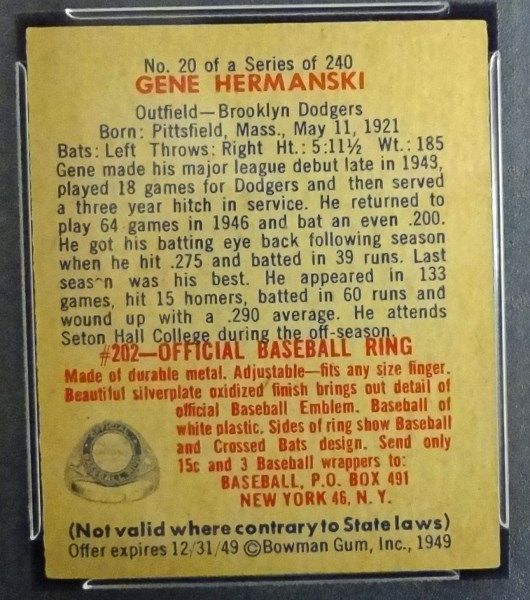 No. 20 of a Series of 240
GENE HERMANSKI
Outfield—Brooklyn Dodgers
Born: Pittsfield, Mass., May 11, 1921
Bats: Left Throws: Right Ht.: 5:11½ Wt.: 185
Gene made his major league debut late in 1943,
played 18 games for Dodgers and then served
a three year hitch in service. He returned to
play 64 games in 1946 and bat an even .200.
He got his batting eye back following season
when he hit .275 and batted in 39 runs. Last
season was his best. He appeared in 133
games, hit 15 homers, batted in 60 runs and
wound up with a .290 average. He attends
Seton Hall College during the off-season.
#202—OFFICIAL BASEBALL RING
Made of durable metal. Adjustable—fits any size finger.
Beautiful silverplate oxidized finish brings out detail of
official Baseball Emblem. Baseball of
white plastic. Sides of ring show Baseball
and Crossed Bats design. Send only
15c and 3 Baseball wrappers to:
BASEBALL, P.O. BOX 491
NEW YORK 46, N. Y.
OFFICIAL
BASEBALL RING
(Not valid where contrary to State laws)
Offer expires 12/31/49 ©Bowman Gum, Inc., 1949